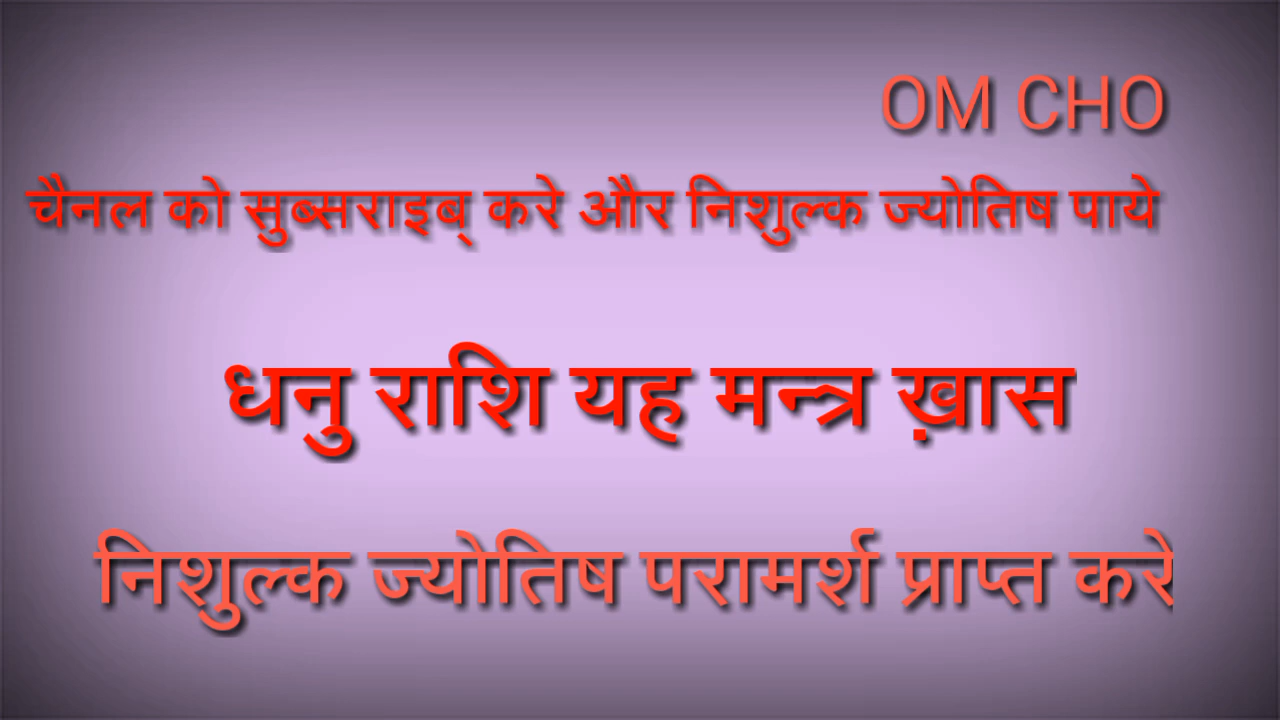 OM CHO
चैनल को सुब्सराइब् करे और निशुल्क ज्योतिष पाये
धनु राशि यह मन्त्र ख़ास
निशुल्क ज्योतिष परामर्श प्राप्त करे